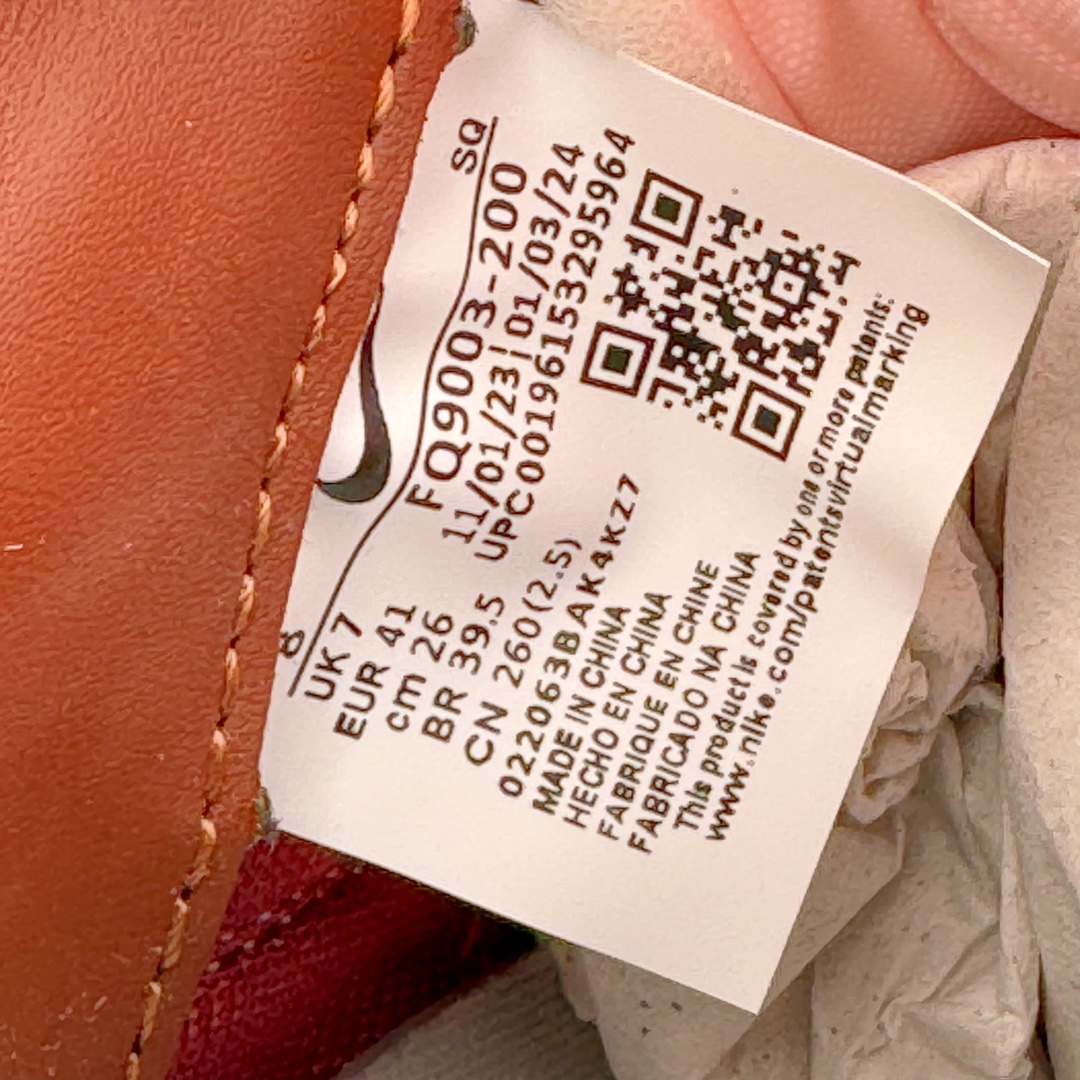 8
SQ
UK 7
EUR 41
cm 26
BR 39.5
CN 260(2.5)
FQ9003-200
11/01/23|01/03/24
UPC00196153295964
022063BAK4KZ7
MADE IN CHINA
HECHO EN CHINA
FABRIQUE EN CHINE
FABRICADO NA CHINA
This product is covered by one or more patents:
www.nike.com/patentsvirtualmarking